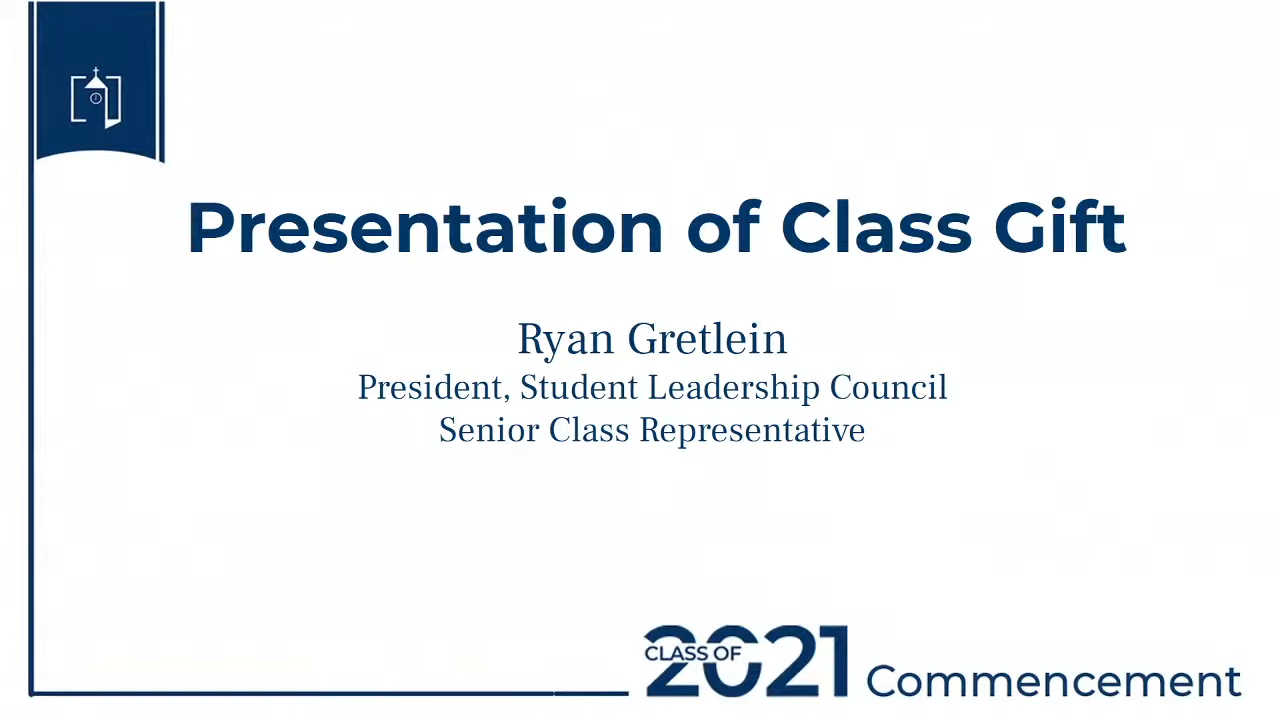 Presentation of Class Gift
Ryan Gretlein
President, Student Leadership Council
Senior Class Representative
CLASS OF
2021 Commencement